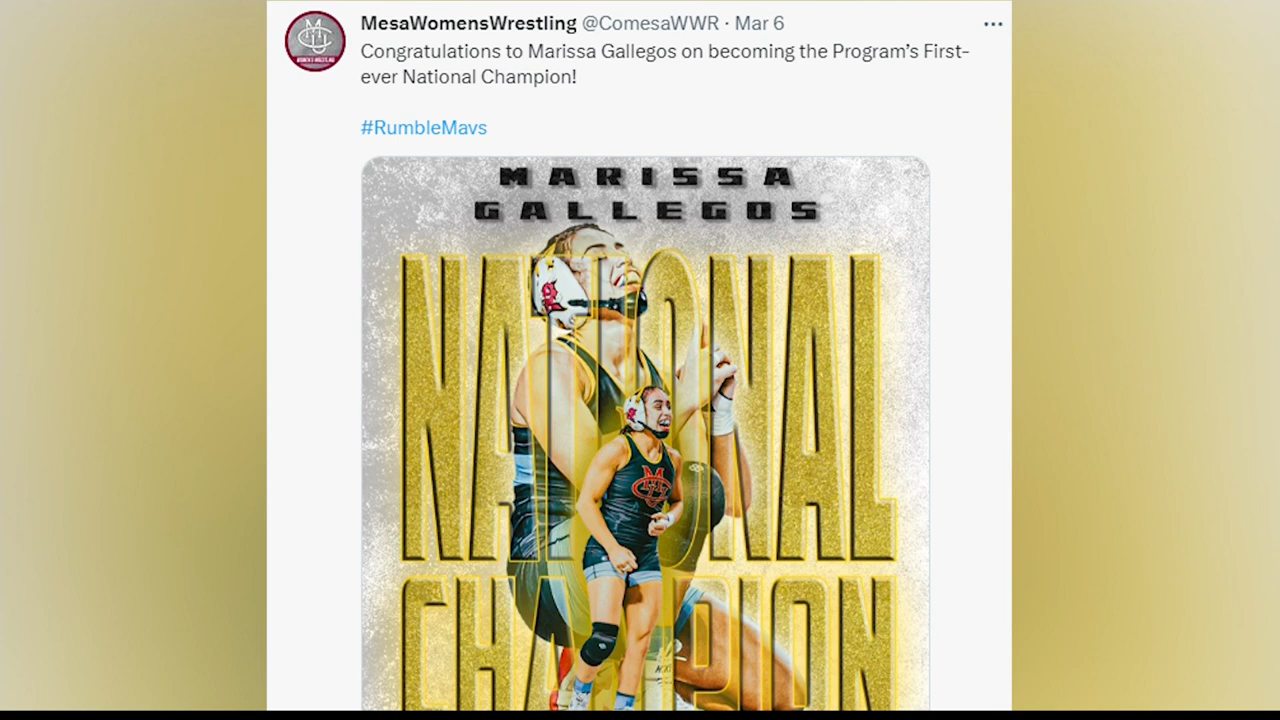 MesaWomensWrestling @ComesaWWR · Mar 6
Congratulations to Marissa Gallegos on becoming the Program's First-
ever National Champion!
#RumbleMavs
MARISSA
GALLEGOS
NATIONAL
CHAMPION